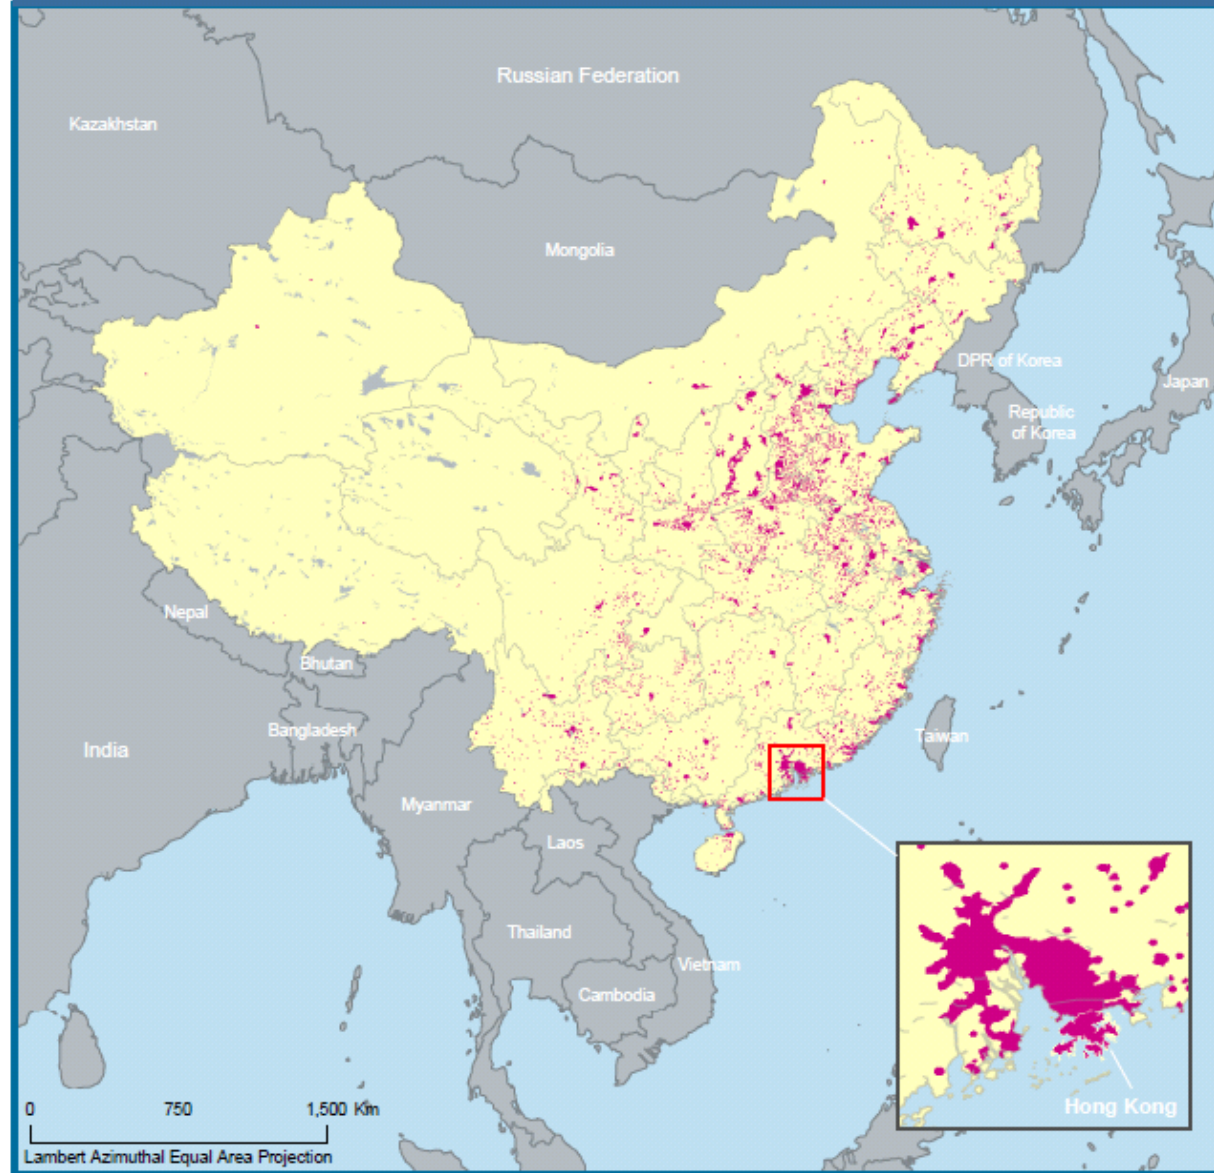 Russian Federation
Kazakhstan
Mongolia
DPR of Korea
Japan
Republic
of Korea
Nepal
Bhutan
Bangladesh
India
Taiwan
Myanmar
Laos
Thailand
Vietnam
Cambodia
Hong Kong
0 750 1,500 Km
Lambert Azimuthal Equal Area Projection